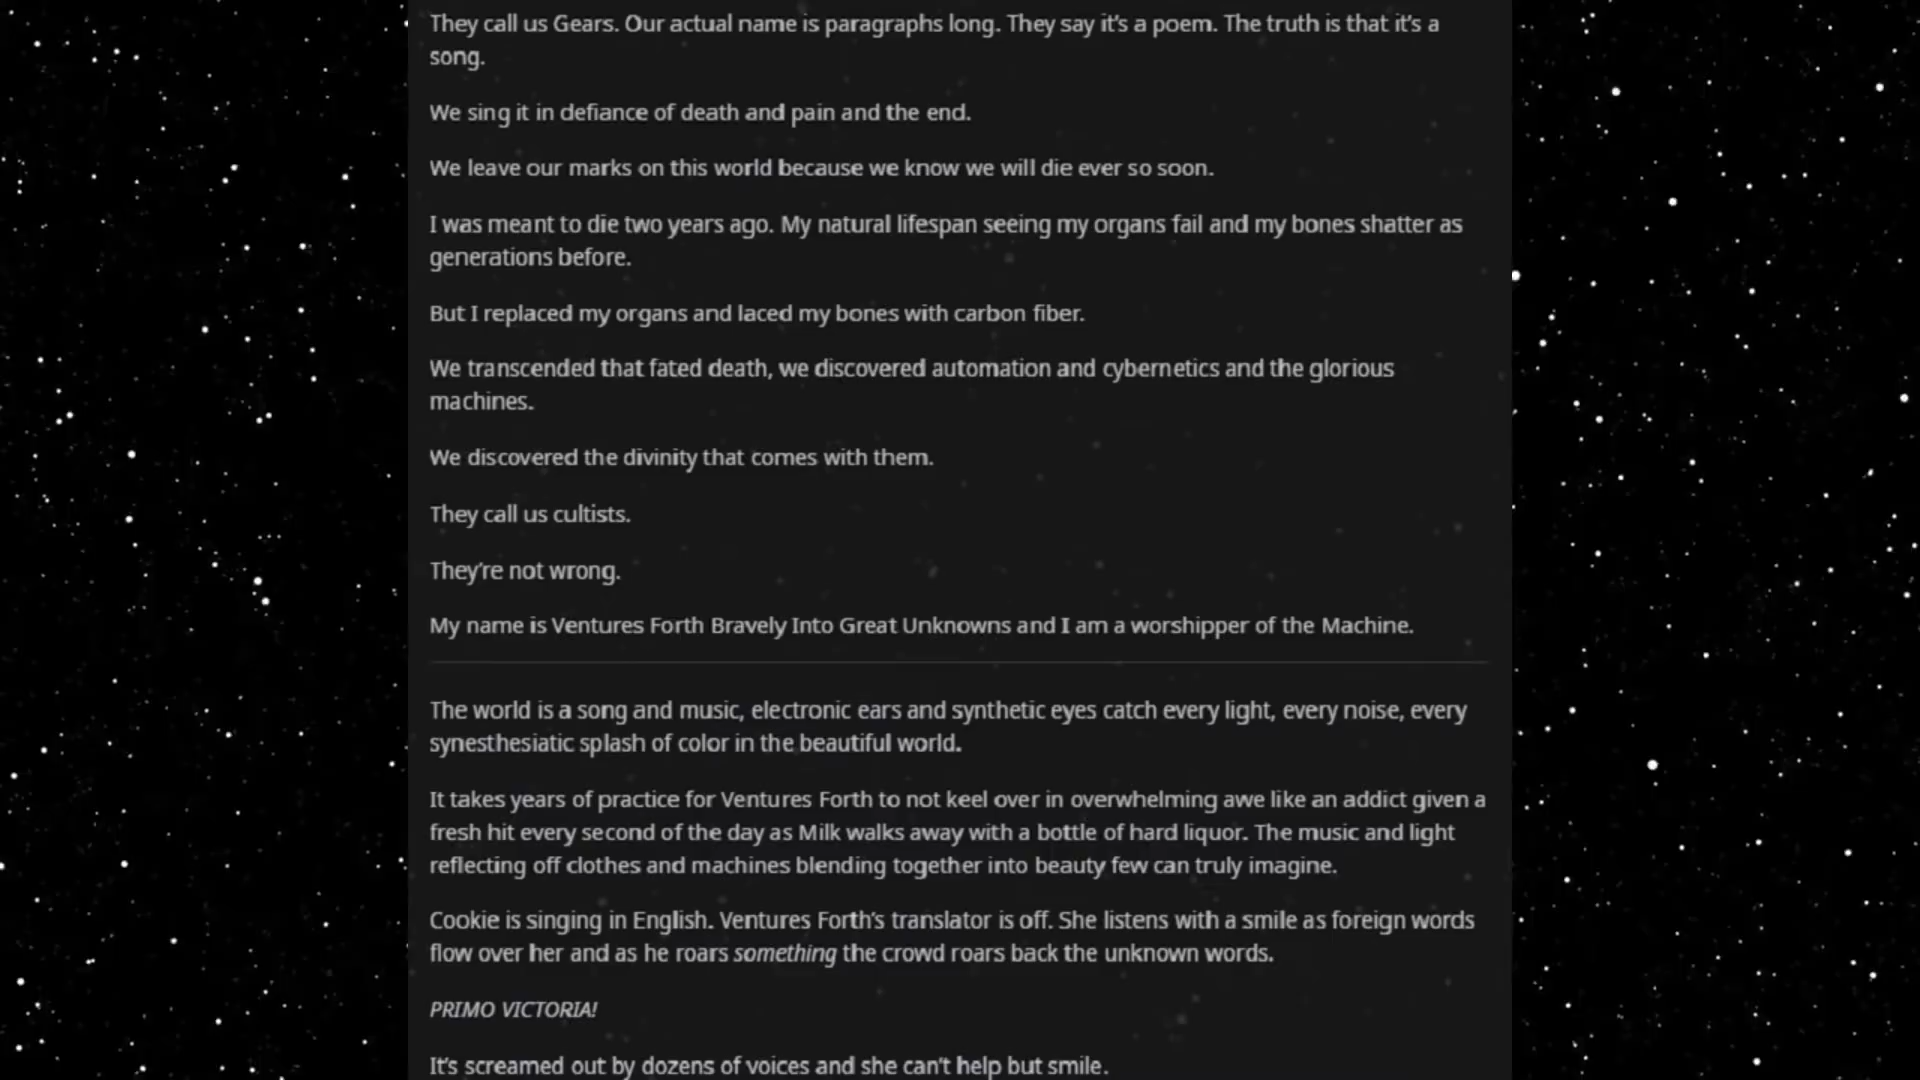 They call us Gears. Our actual name is paragraphs long. They say it's a poem. The truth is that it's a
song.
We sing it in defiance of death and pain and the end.
We leave our marks on this world because we know we will die ever so soon.
I was meant to die two years ago. My natural lifespan seeing my organs fail and my bones shatter as
generations before.
But I replaced my organs and laced my bones with carbon fiber.
We transcended that fated death, we discovered automation and cybernetics and the glorious
machines.
We discovered the divinity that comes with them.
They call us cultists.
They're not wrong.
My name is Ventures Forth Bravely Into Great Unknowns and I am a worshipper of the Machine.
The world is a song and music, electronic ears and synthetic eyes catch every light, every noise, every
synesthesiatic splash of color in the beautiful world.
It takes years of practice for Ventures Forth to not keel over in overwhelming awe like an addict given a
fresh hit every second of the day as Milk walks away with a bottle of hard liquor. The music and light
reflecting off clothes and machines blending together into beauty few can truly imagine.
Cookie is singing in English. Ventures Forth's translator is off. She listens with a smile as foreign words
flow over her and as he roars something the crowd roars back the unknown words.
PRIMO VICTORIA!
It's screamed out by dozens of voices and she can't help but smile.